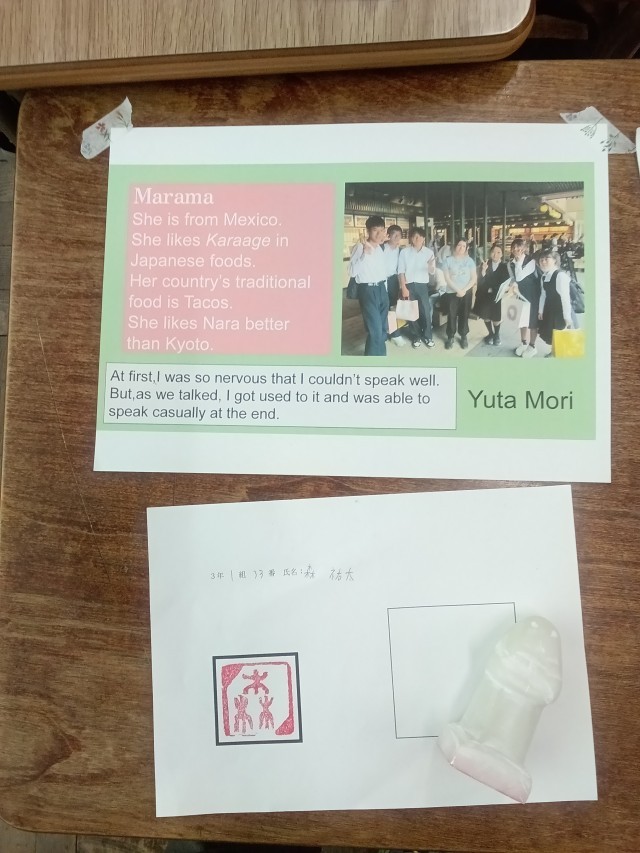 Marama
She is from Mexico.
She likes Karaage in
Japanese foods.
Her country's traditional
food is Tacos.
She likes Nara better
than Kyoto.
At first,I was so nervous that I couldn't speak well.
But,as we talked, I got used to it and was able to
speak casually at the end.
Yuta Mori
3年 1 組 33 番 氏名:森 祐大
森